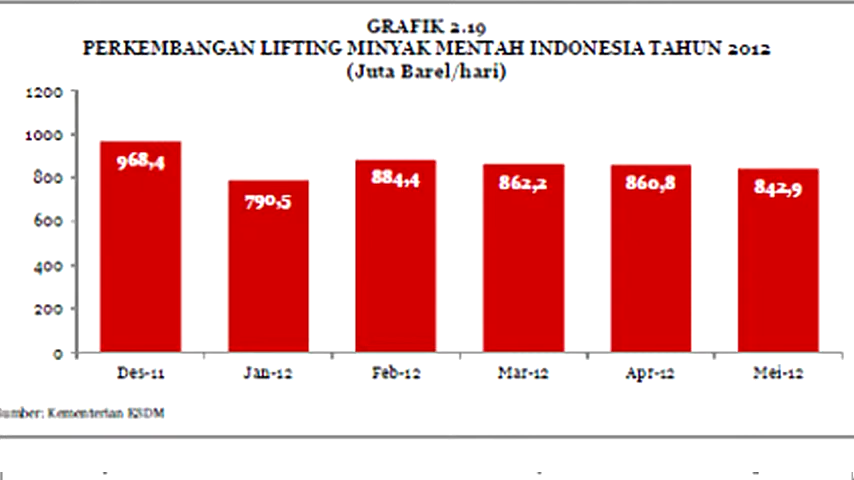 GRAFIK 2.19
PERKEMBANGAN LIFTING MINYAK MENTAH INDONESIA TAHUN 2012
(Juta Barel/hari)
1200
1000
800
600
400
200
0
968,4
790,5
884,4
862,2
860,8
842,9
Des-11
Jan-12
Feb-12
Mar-12
Apr-12
Mei-12
Sumber: Kementerian ESDM